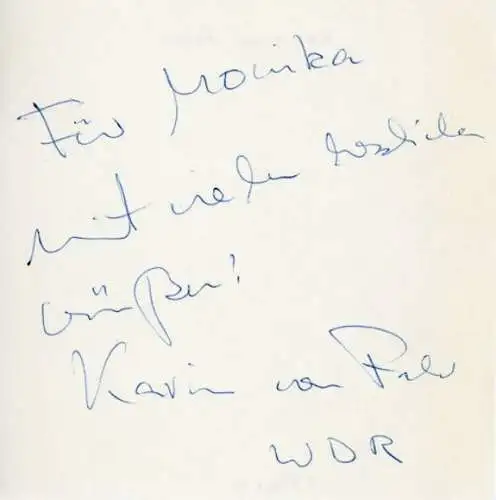 Für Monika
mit vielen herzlichen
Grüßen!
Karin von
WDR